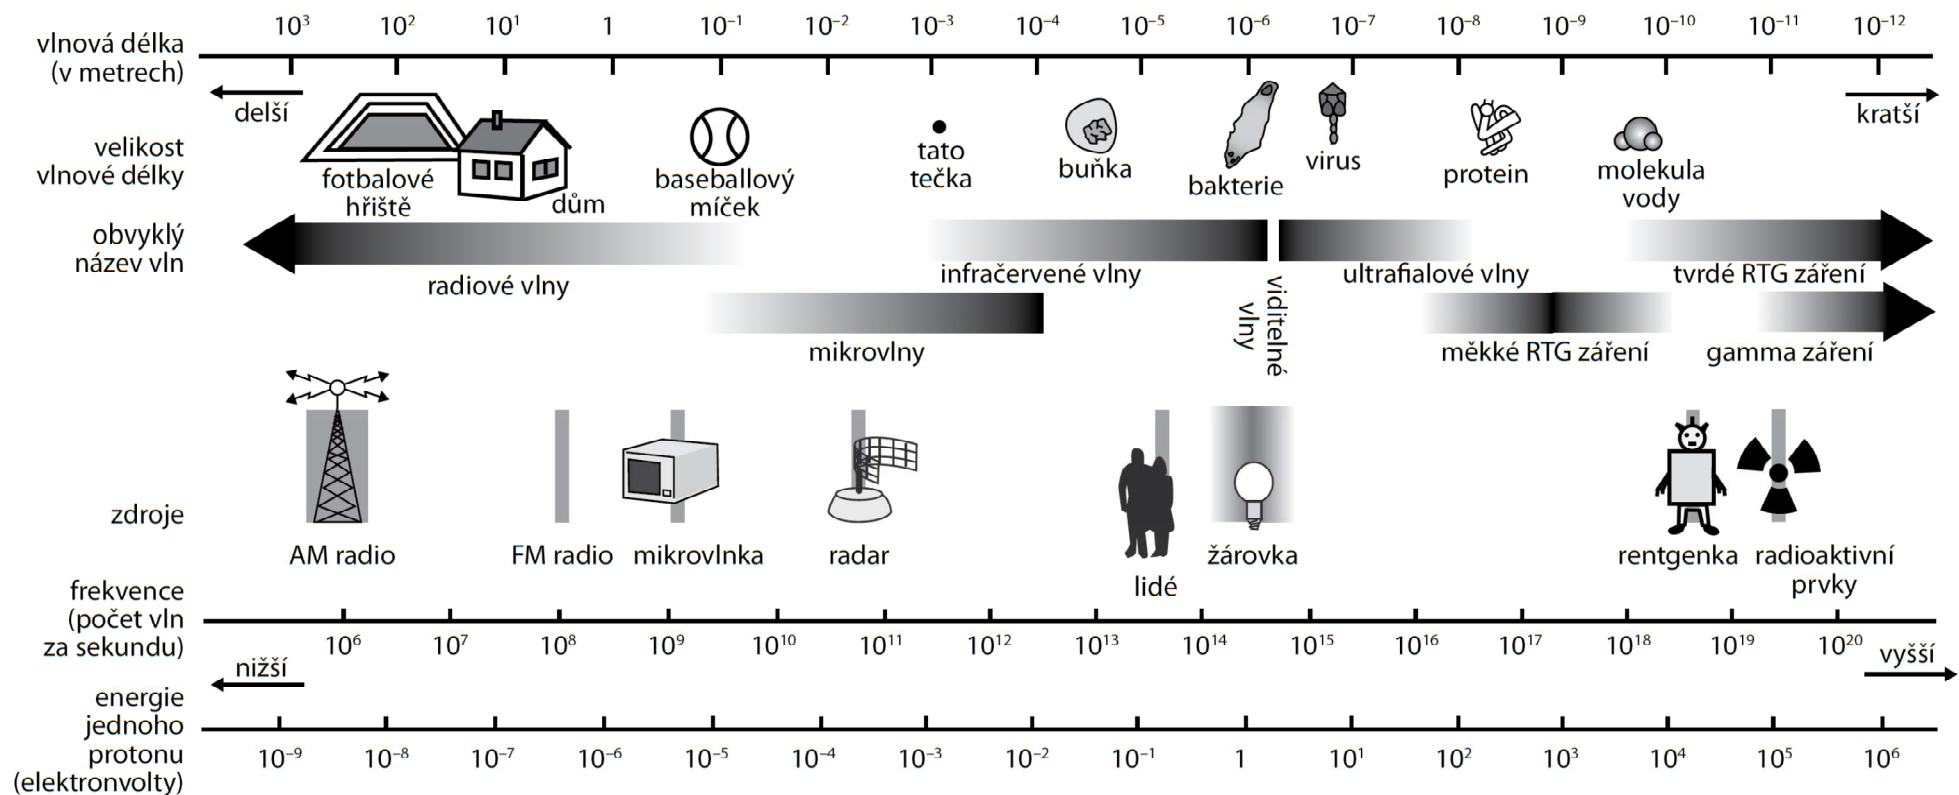 10³ 10² 10¹ 1 10⁻¹ 10⁻² 10⁻³ 10⁻⁴ 10⁻⁵ 10⁻⁶ 10⁻⁷ 10⁻⁸ 10⁻⁹ 10⁻¹⁰ 10⁻¹¹ 10⁻¹²
vlnová délka
(v metrech)
delší
kratší
velikost
vlnové délky
fotbalové
hřiště
dům
baseballový
míček
tato
tečka
buňka
bakterie
virus
protein
molekula
vody
obvyklý
název vln
radiové vlny
infračervené vlny
ultrafialové vlny
tvrdé RTG záření
mikrovlny
viditelné
vlny
měkké RTG záření
gamma záření
zdroje
AM radio
FM radio
mikrovlnka
radar
lidé
žárovka
rentgenka
radioaktivní
prvky
frekvence
(počet vln
za sekundu)
10⁶ 10⁷ 10⁸ 10⁹ 10¹⁰ 10¹¹ 10¹² 10¹³ 10¹⁴ 10¹⁵ 10¹⁶ 10¹⁷ 10¹⁸ 10¹⁹ 10²⁰
nižší
vyšší
energie
jednoho
protonu
(elektronvolty)
10⁻⁹ 10⁻⁸ 10⁻⁷ 10⁻⁶ 10⁻⁵ 10⁻⁴ 10⁻³ 10⁻² 10⁻¹ 1 10¹ 10² 10³ 10⁴ 10⁵ 10⁶